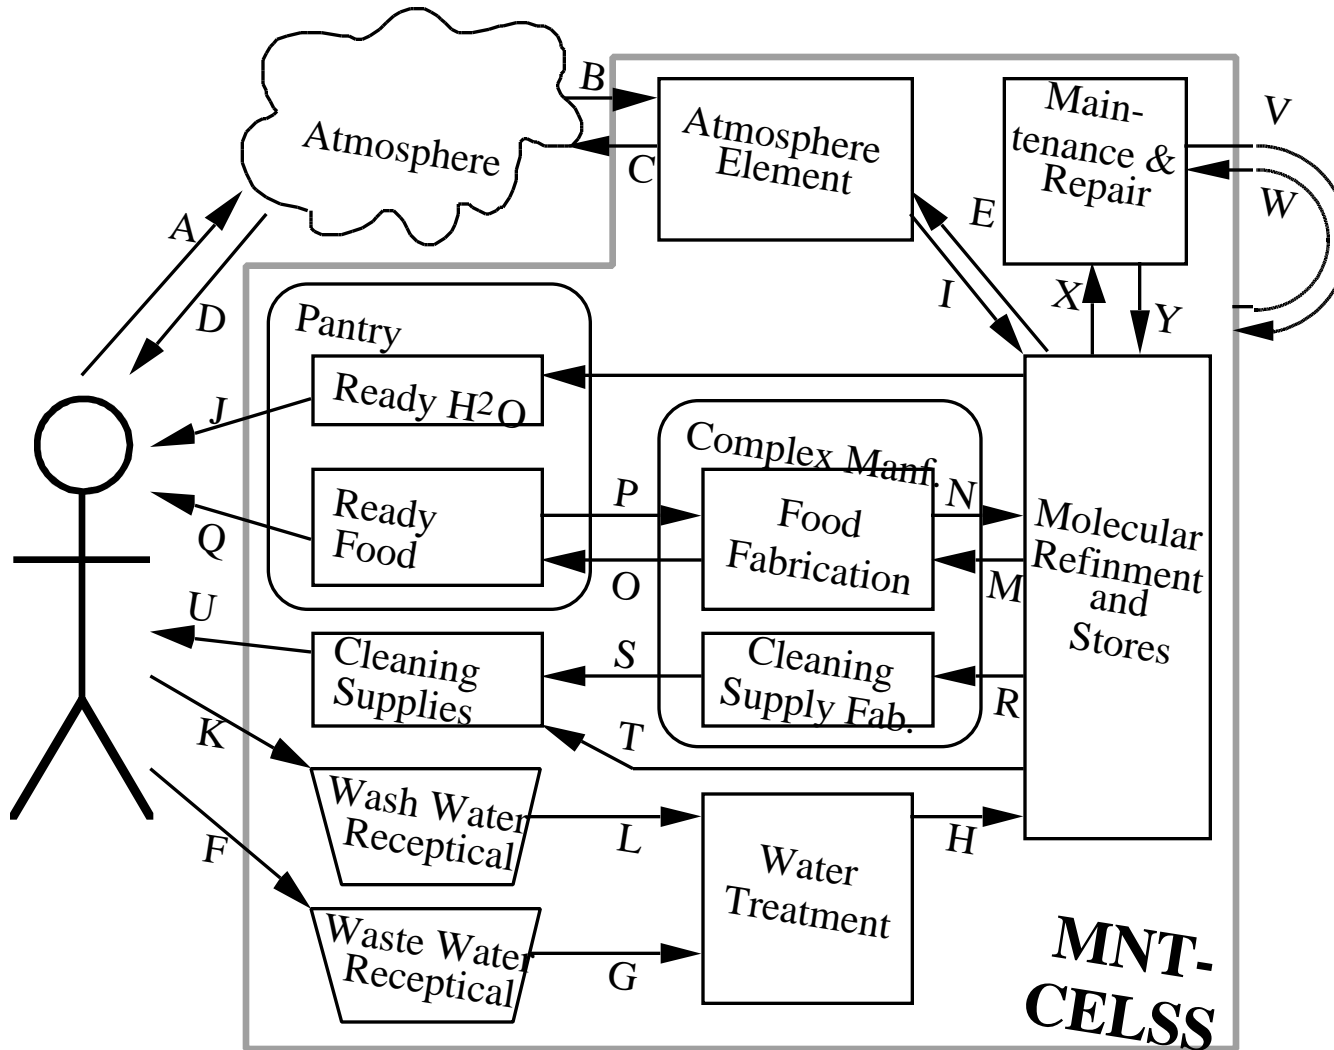 B
Atmosphere
C
Atmosphere
Element
Main-
tenance &
Repair
V
W
A
D
E
I
X
Y
Pantry
Ready H2O
J
Complex Manf.
Ready
Food
P
O
Q
Food
Fabrication
N
M
Molecular
Refinment
and
Stores
U
Cleaning
Supplies
S
T
Cleaning
Supply Fab.
R
K
Wash Water
Receptical
L
Water
Treatment
H
F
Waste Water
Receptical
G
MNT-
CELSS